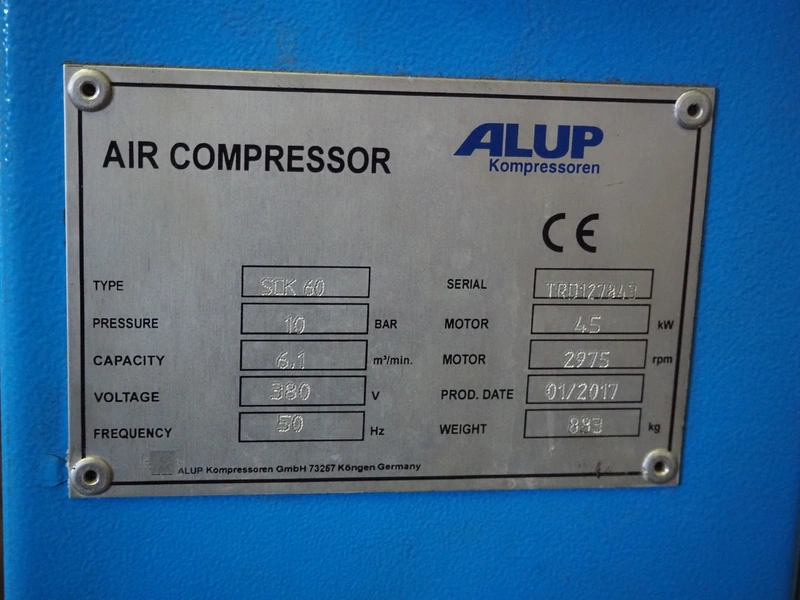 AIR COMPRESSOR
ALUP
Kompressoren
CE
TYPE SCK 60
SERIAL TRD127843
PRESSURE 10 BAR
MOTOR 45 kW
CAPACITY 6,1 m³/min.
MOTOR 2975 rpm
VOLTAGE 380 V
PROD. DATE 01/2017
FREQUENCY 50 Hz
WEIGHT 893 kg
ALUP Kompressoren GmbH 73257 Köngen Germany